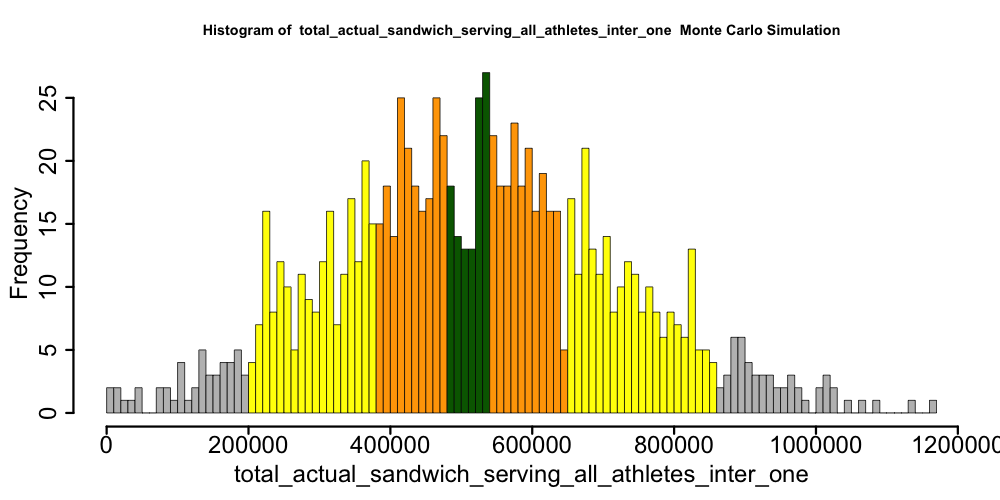 Histogram of total_actual_sandwich_serving_all_athletes_inter_one Monte Carlo Simulation
Frequency
25
20
15
10
5
0
0 200000 400000 600000 800000 1000000 1200000
total_actual_sandwich_serving_all_athletes_inter_one